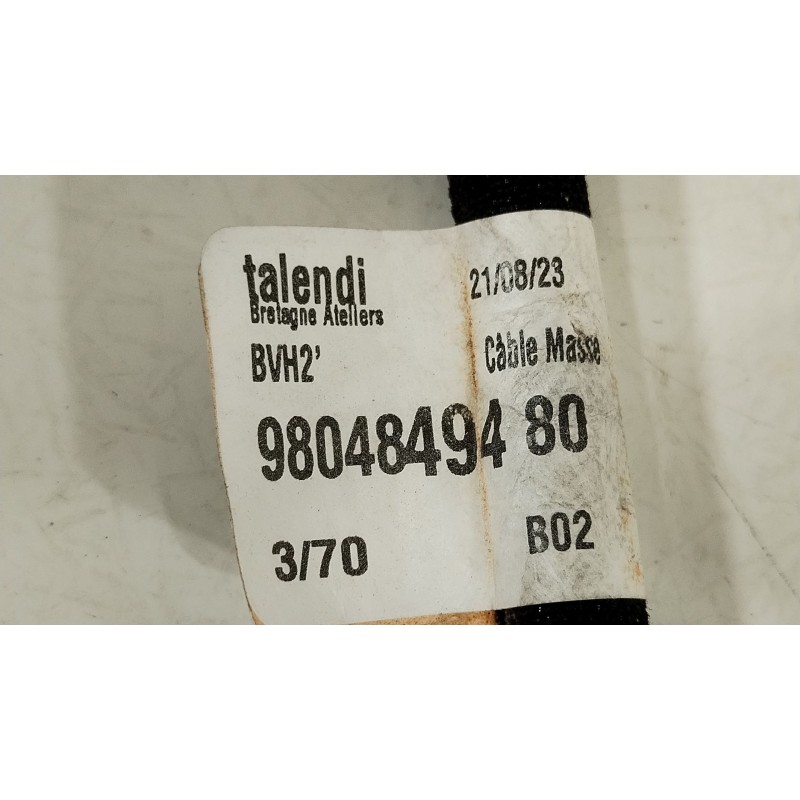 talendi 21/08/23
Bretagne Ateliers
BVH2' Câble Masse
98048494 80
3/70 B02